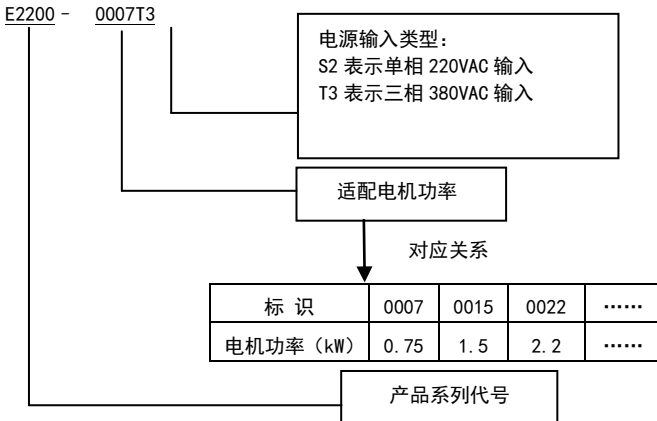 E2200- 0007T3
电源输入类型：
S2 表示单相 220VAC 输入
T3 表示三相 380VAC 输入
适配电机功率
对应关系
标 识 0007 0015 0022 ……
电机功率（kW） 0.75 1.5 2.2 ……
产品系列代号